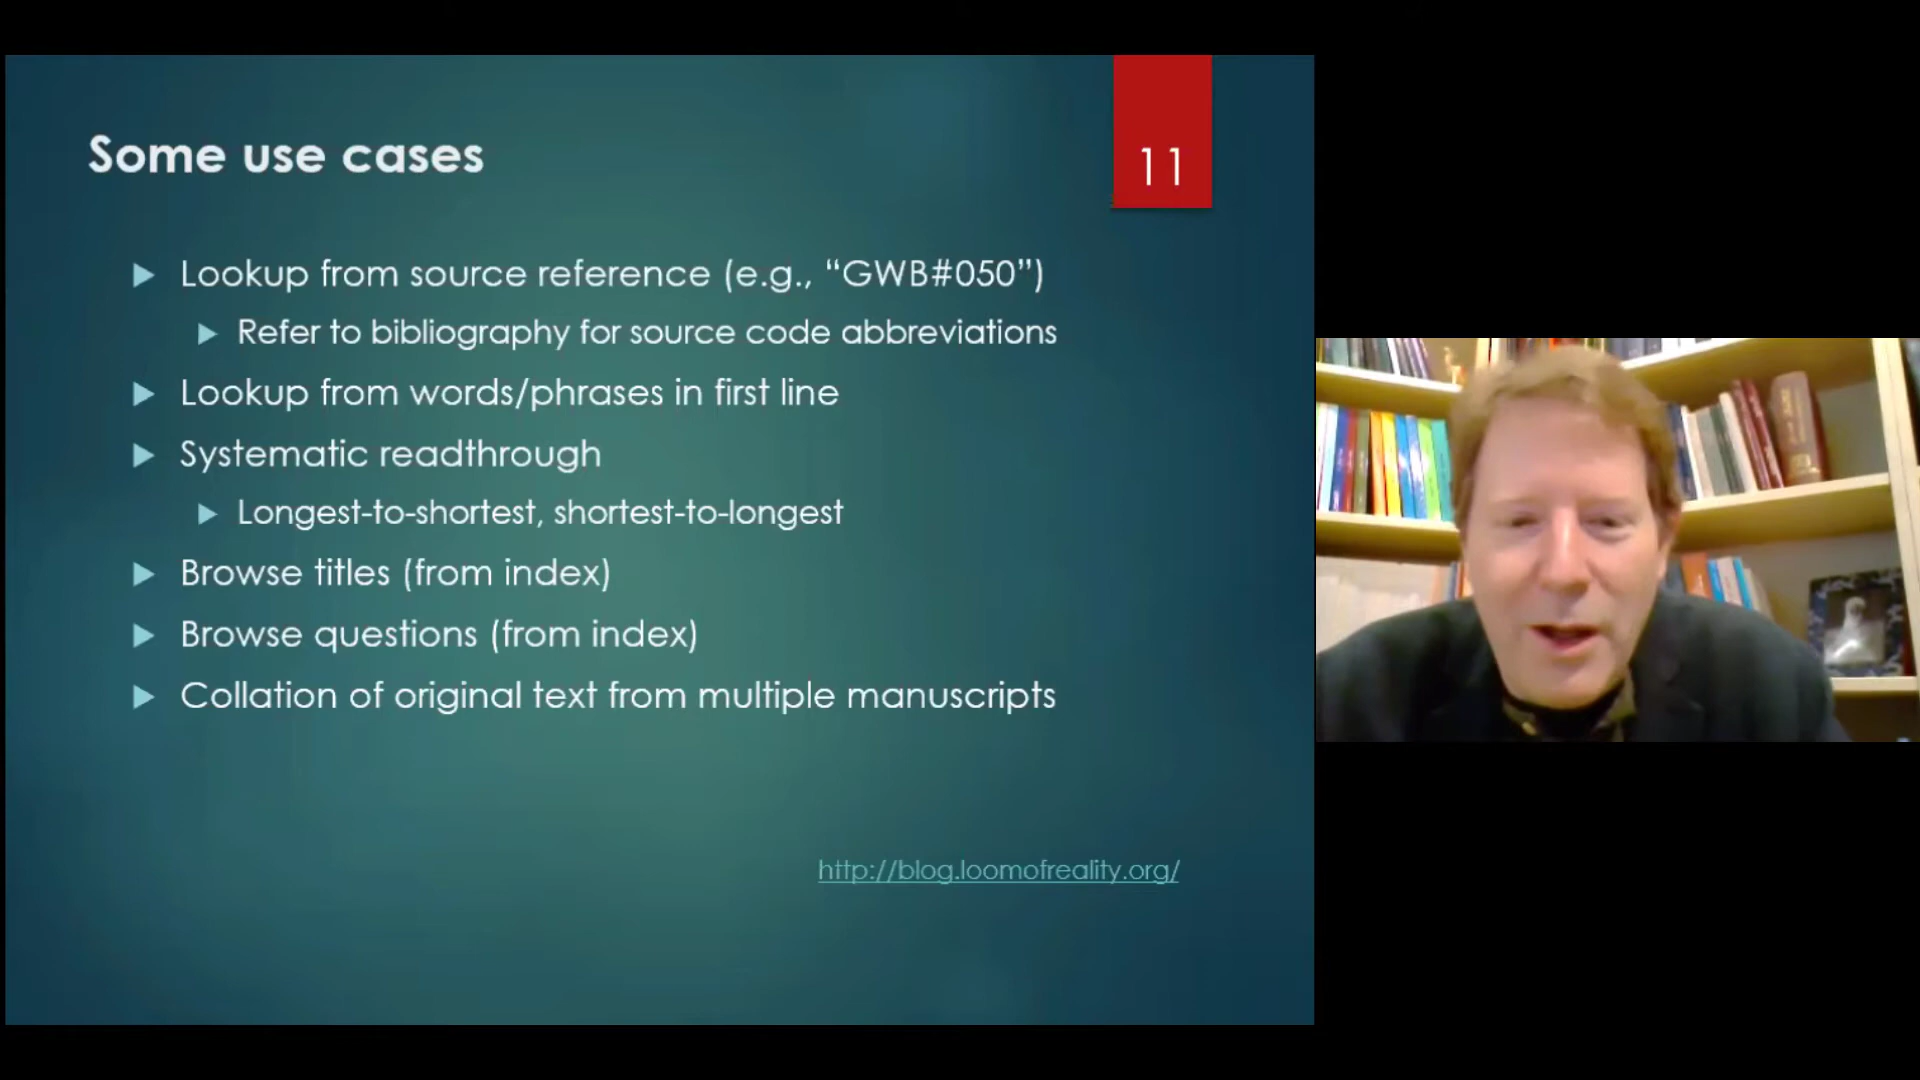 Some use cases
11
Lookup from source reference (e.g., “GWB#050”)
Refer to bibliography for source code abbreviations
Lookup from words/phrases in first line
Systematic readthrough
Longest-to-shortest, shortest-to-longest
Browse titles (from index)
Browse questions (from index)
Collation of original text from multiple manuscripts
http://blog.loomofreality.org/